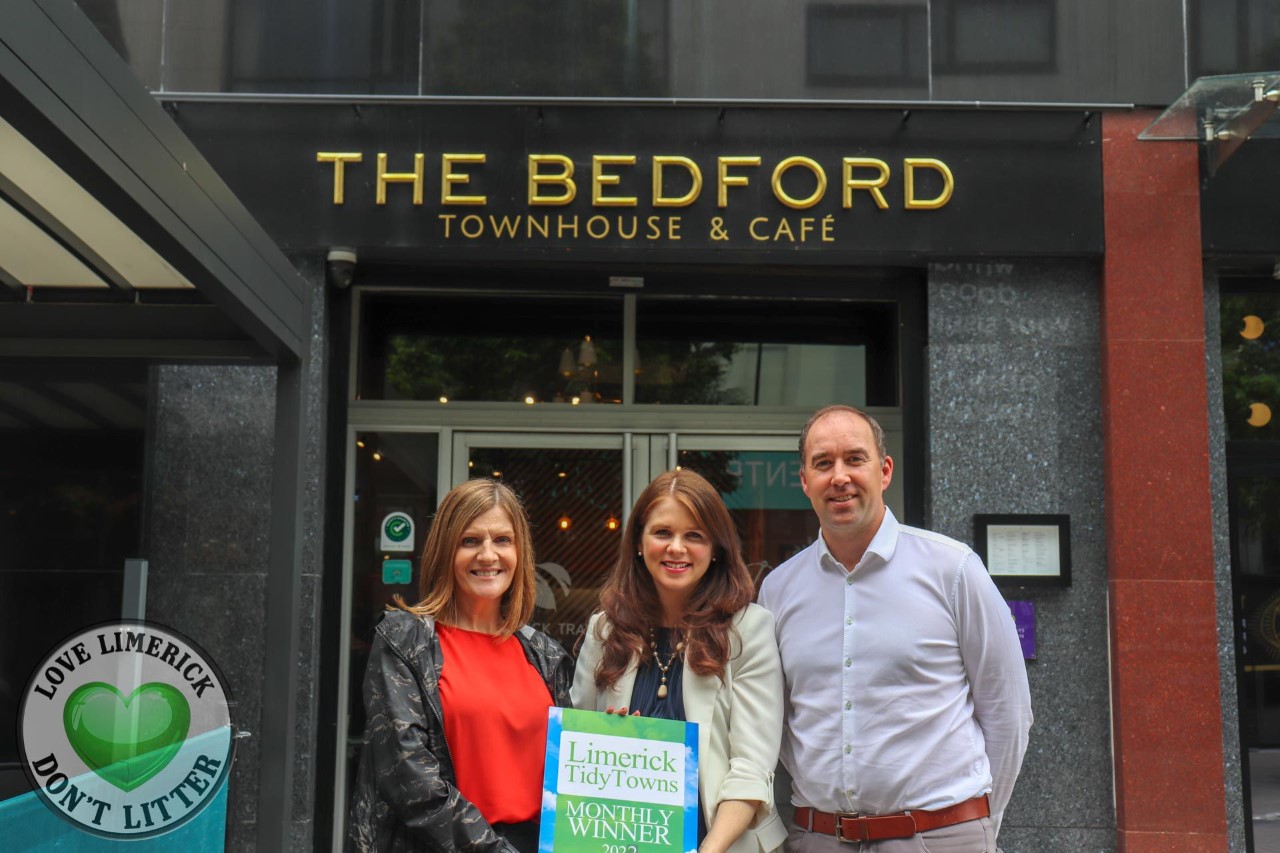 THE BEDFORD
TOWNHOUSE & CAFÉ
LOVE LIMERICK
DON'T LITTER
Limerick
TidyTowns
MONTHLY
WINNER